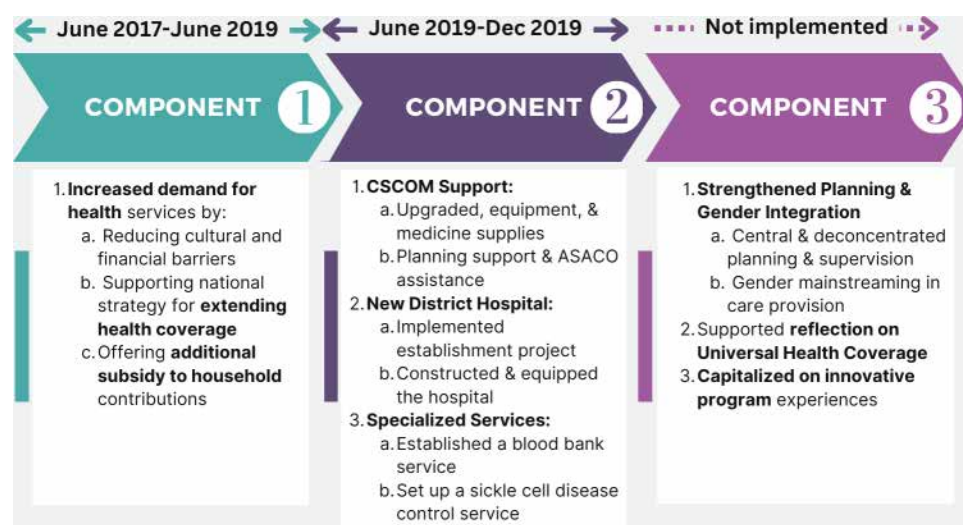 June 2017-June 2019
June 2019-Dec 2019
Not implemented
COMPONENT 1
COMPONENT 2
COMPONENT 3
1. Increased demand for
health services by:
a. Reducing cultural and
financial barriers
b. Supporting national
strategy for extending
health coverage
c. Offering additional
subsidy to household
contributions
1. CSCOM Support:
a. Upgraded, equipment, &
medicine supplies
b. Planning support & ASACO
assistance
2. New District Hospital:
a. Implemented
establishment project
b. Constructed & equipped
the hospital
3. Specialized Services:
a. Established a blood bank
service
b. Set up a sickle cell disease
control service
1. Strengthened Planning &
Gender Integration
a. Central & deconcentrated
planning & supervision
b. Gender mainstreaming in
care provision
2. Supported reflection on
Universal Health Coverage
3. Capitalized on innovative
program experiences